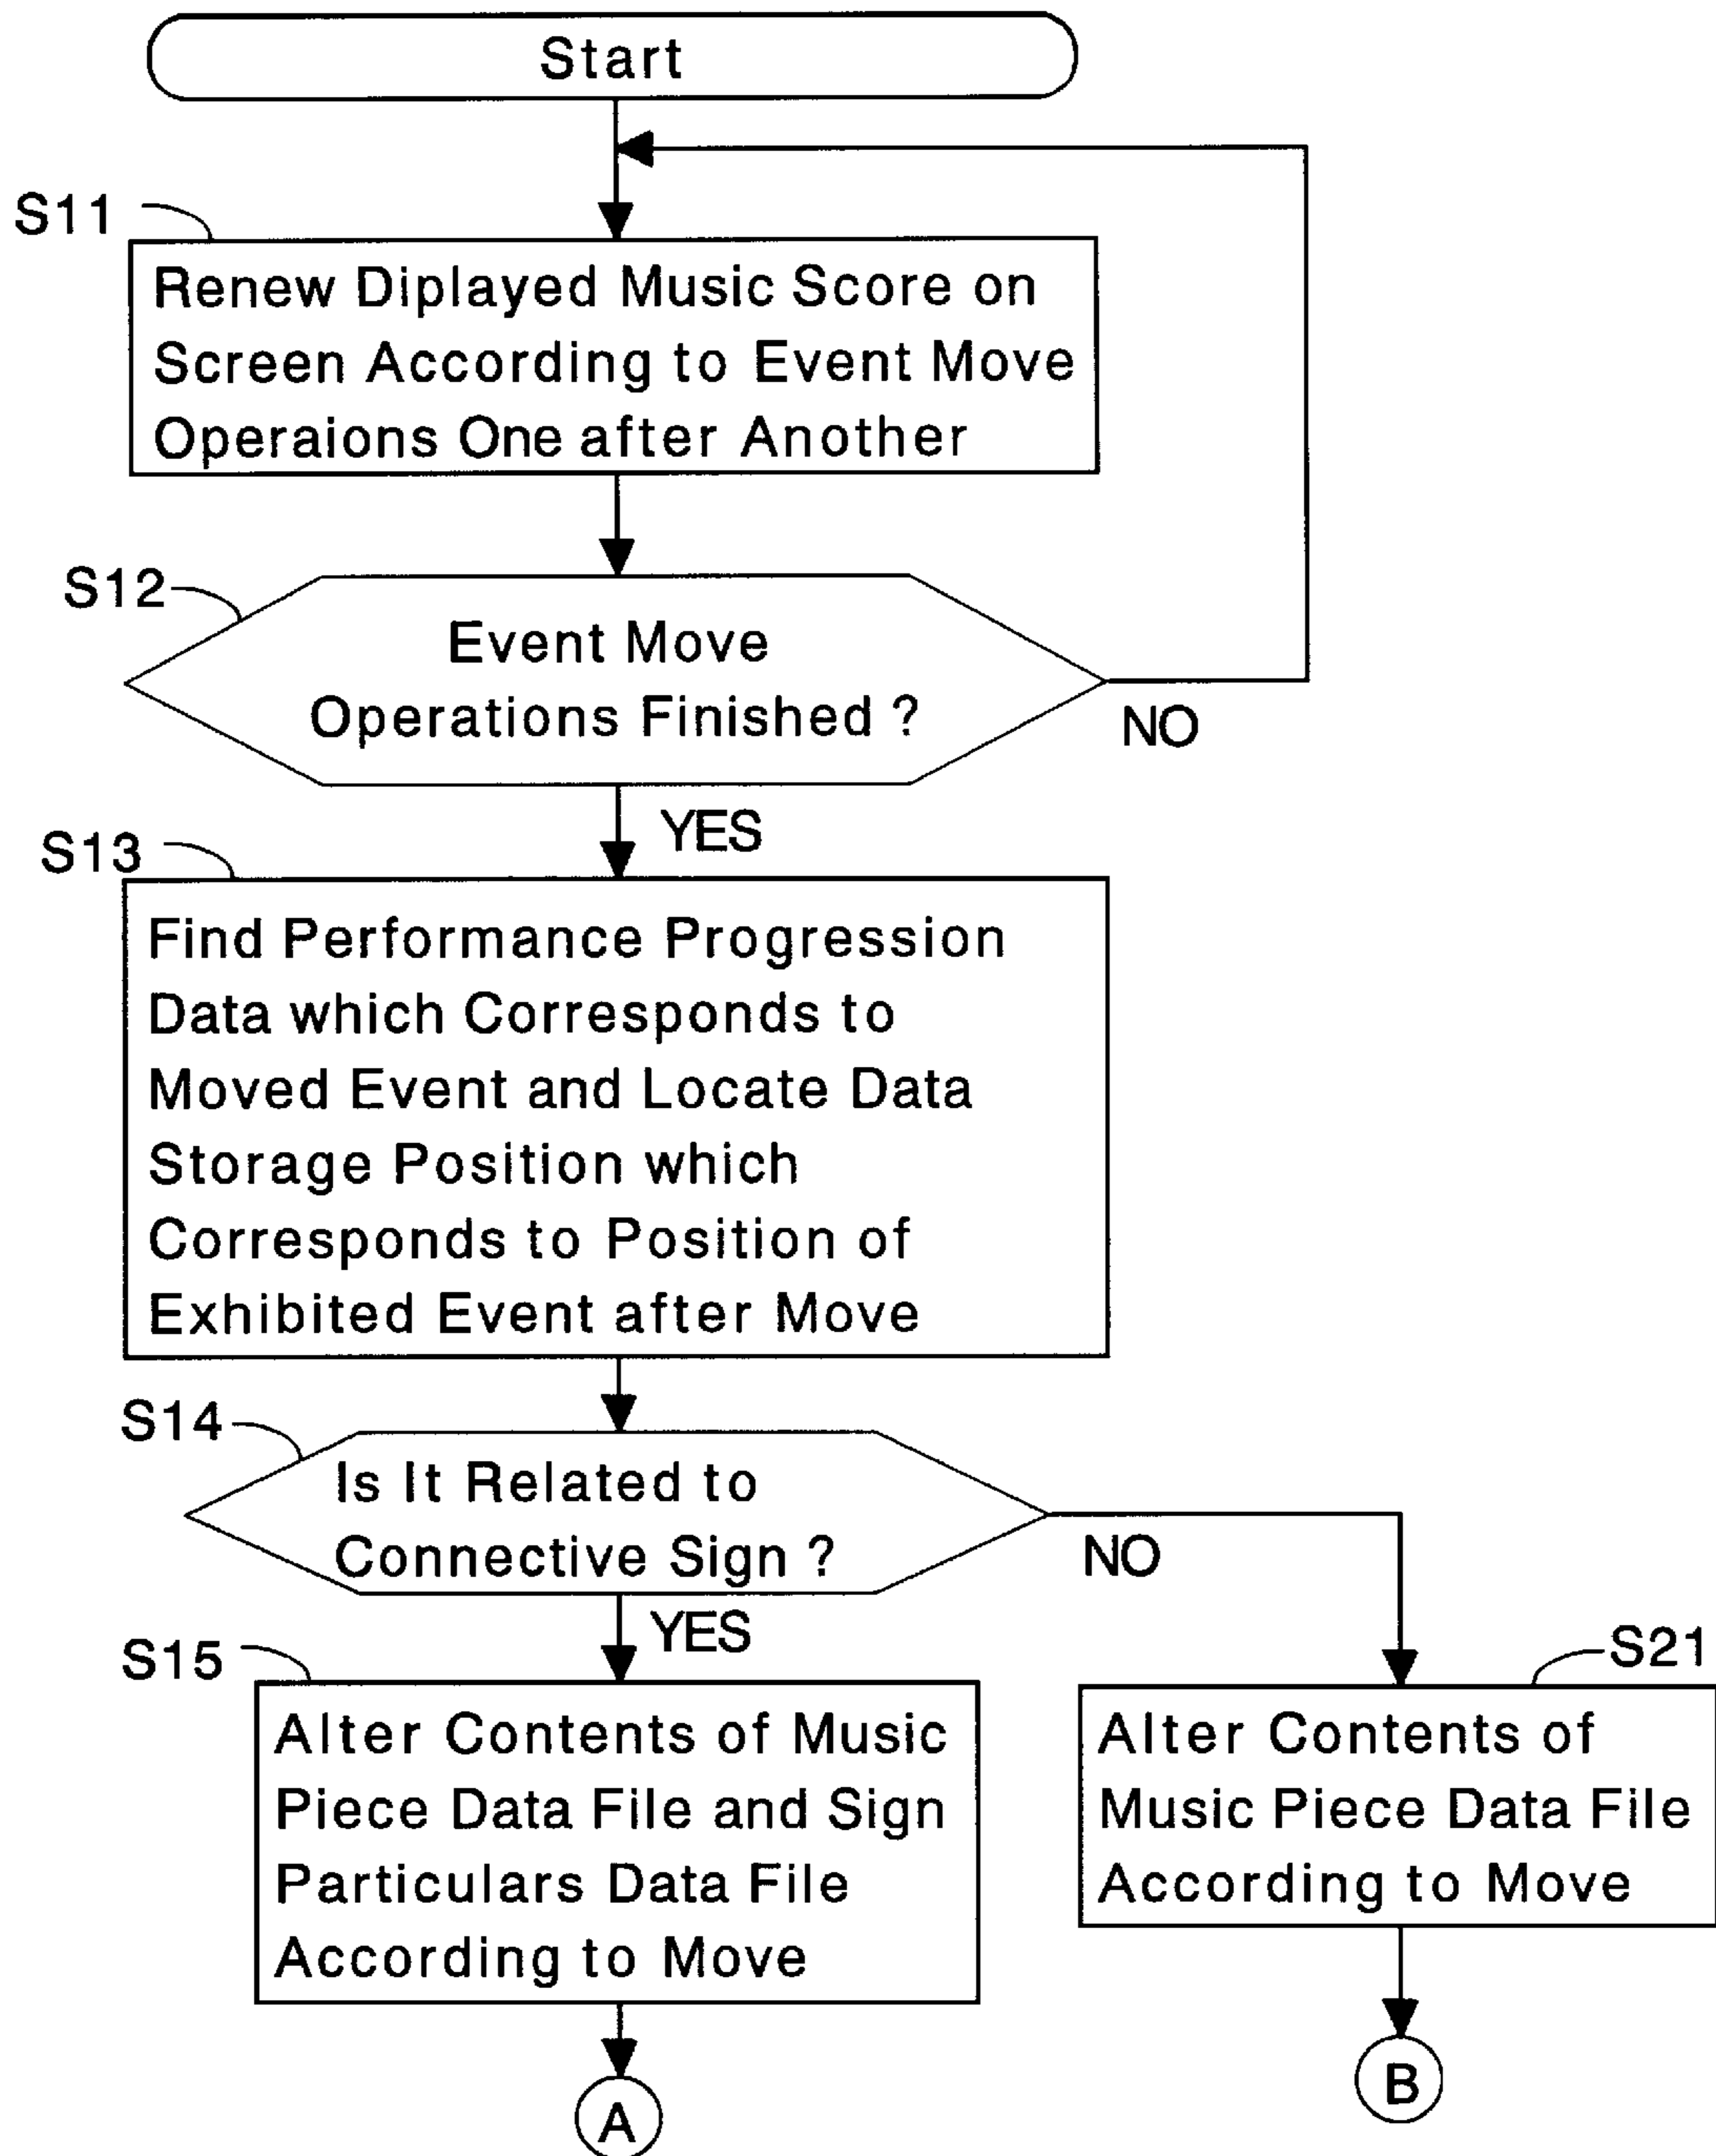 Start
S11
Renew Diplayed Music Score on
Screen According to Event Move
Operaions One after Another
S12
Event Move
Operations Finished ?
NO
YES
S13
Find Performance Progression
Data which Corresponds to
Moved Event and Locate Data
Storage Position which
Corresponds to Position of
Exhibited Event after Move
S14
Is It Related to
Connective Sign ?
NO
YES
S15
Alter Contents of Music
Piece Data File and Sign
Particulars Data File
According to Move
S21
Alter Contents of
Music Piece Data File
According to Move
A
B